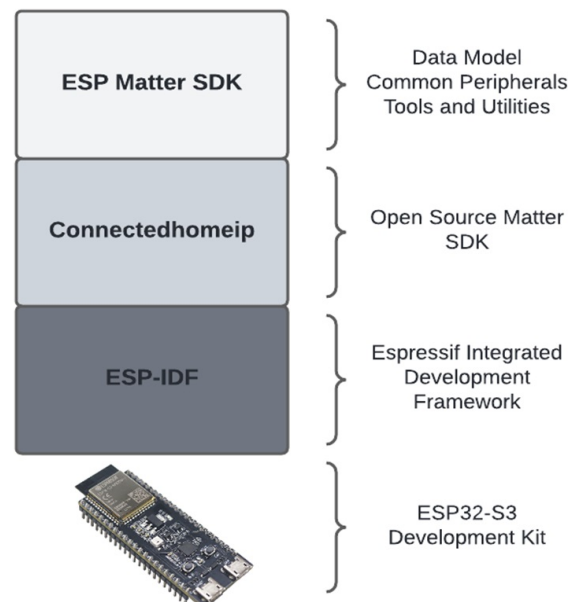 ESP Matter SDK
Data Model
Common Peripherals
Tools and Utilities
Connectedhomeip
Open Source Matter
SDK
ESP-IDF
Espressif Integrated
Development
Framework
ESP32-S3
Development Kit